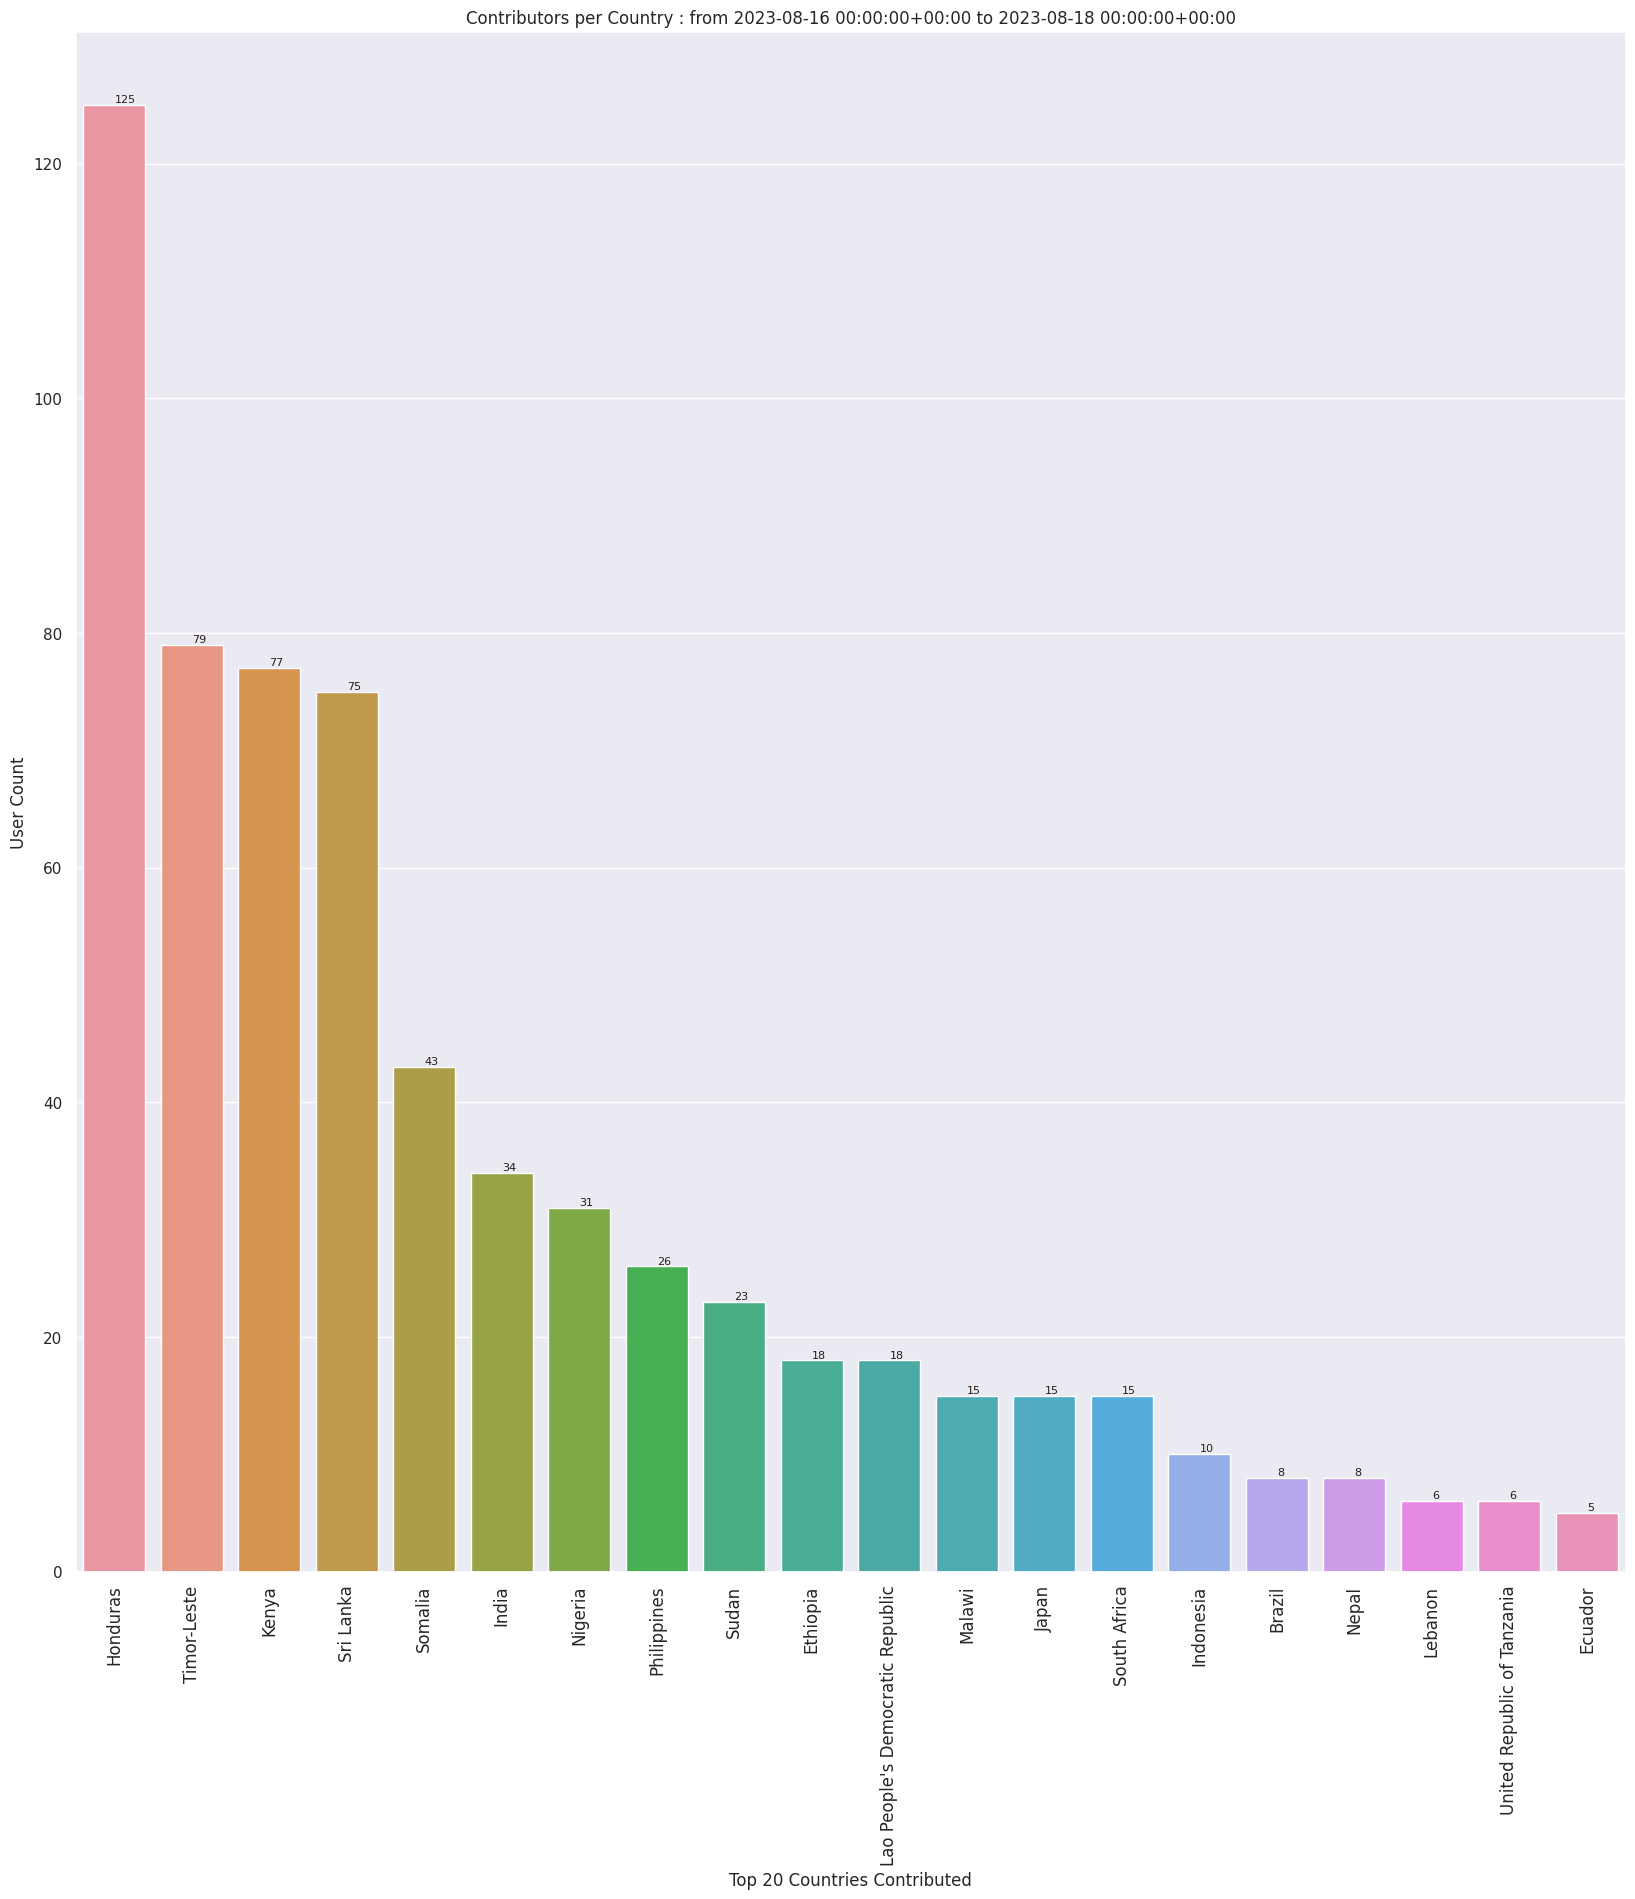 Contributors per Country : from 2023-08-16 00:00:00+00:00 to 2023-08-18 00:00:00+00:00
User Count
120
100
80
60
40
20
0
125
79
77
75
43
34
31
26
23
18
18
15
15
15
10
8
8
6
6
5
Honduras
Timor-Leste
Kenya
Sri Lanka
Somalia
India
Nigeria
Philippines
Sudan
Ethiopia
Lao People's Democratic Republic
Malawi
Japan
South Africa
Indonesia
Brazil
Nepal
Lebanon
United Republic of Tanzania
Ecuador
Top 20 Countries Contributed